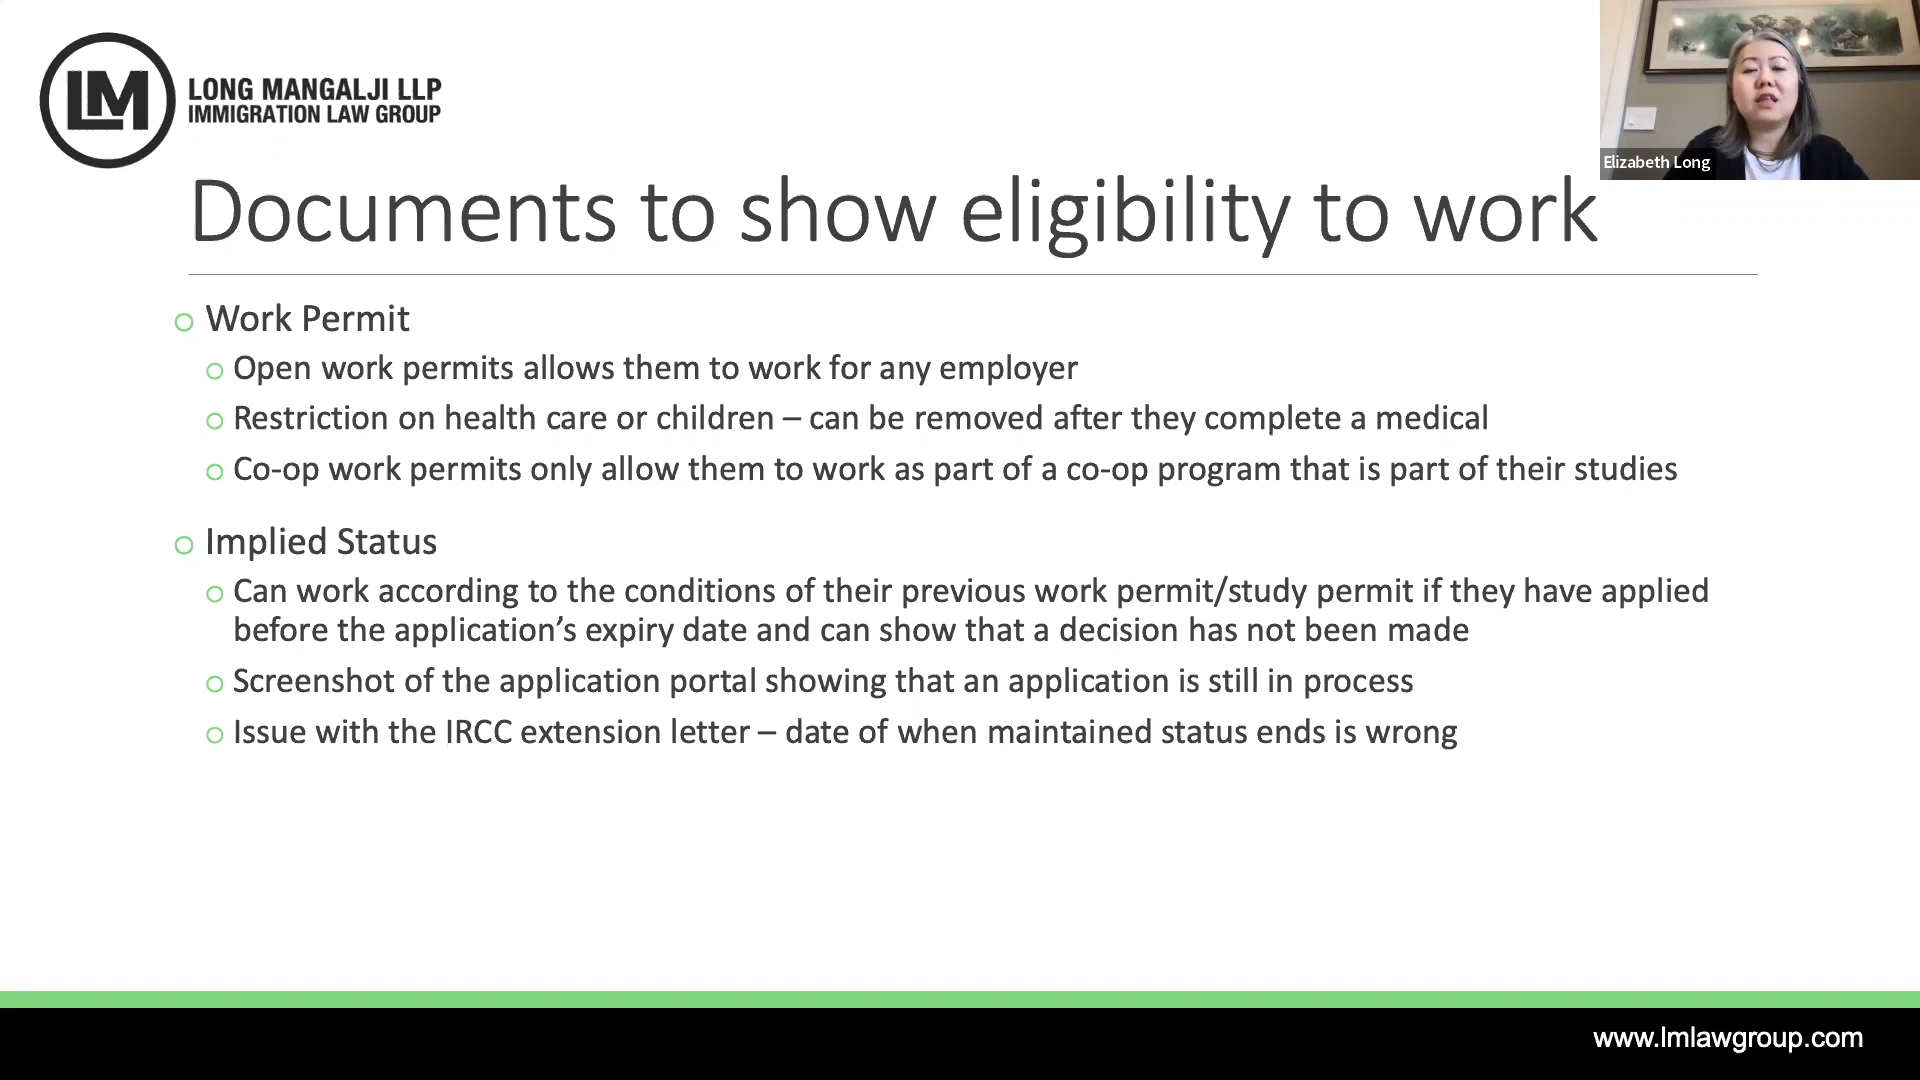 LM
LONG MANGALJI LLP
IMMIGRATION LAW GROUP
Elizabeth Long
Documents to show eligibility to work
Work Permit
Open work permits allows them to work for any employer
Restriction on health care or children – can be removed after they complete a medical
Co-op work permits only allow them to work as part of a co-op program that is part of their studies
Implied Status
Can work according to the conditions of their previous work permit/study permit if they have applied
before the application’s expiry date and can show that a decision has not been made
Screenshot of the application portal showing that an application is still in process
Issue with the IRCC extension letter – date of when maintained status ends is wrong
www.lmlawgroup.com